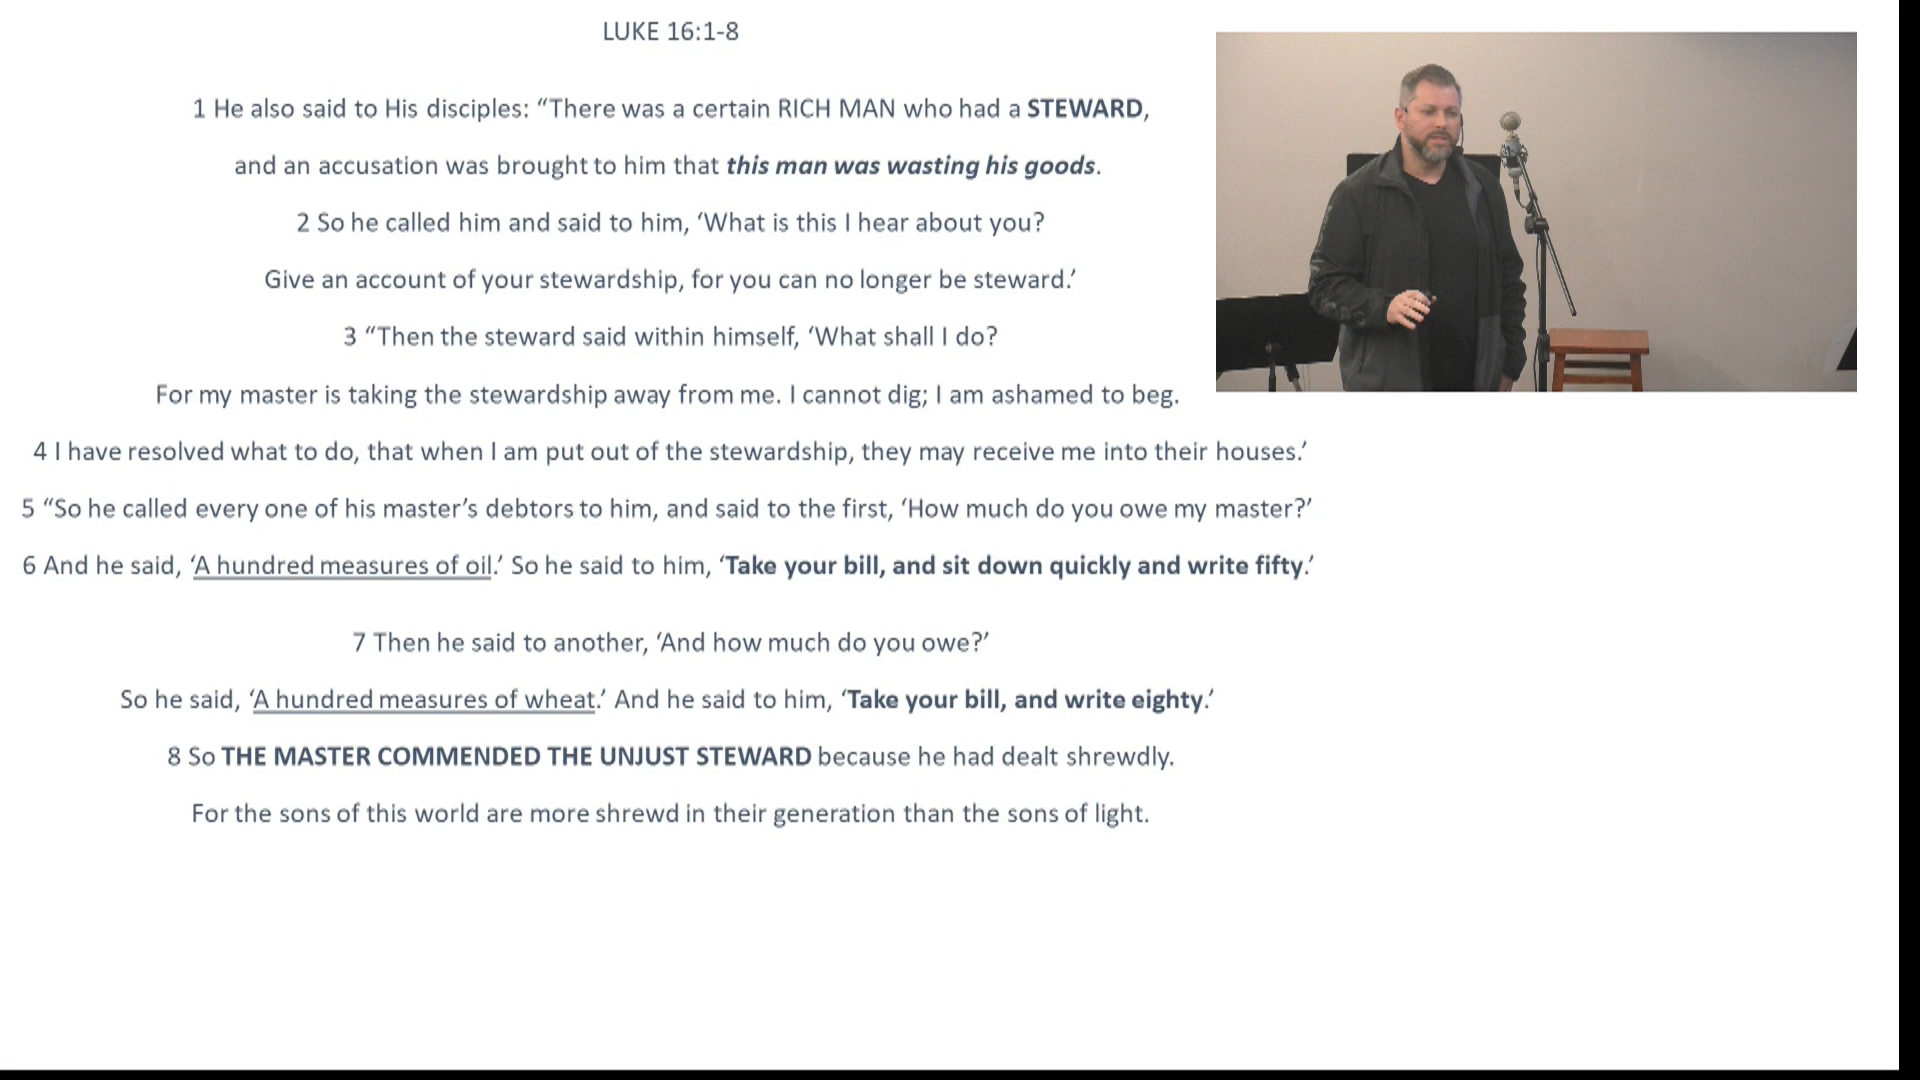 LUKE 16:1-8
1 He also said to His disciples: “There was a certain RICH MAN who had a STEWARD,
and an accusation was brought to him that this man was wasting his goods.
2 So he called him and said to him, ‘What is this I hear about you?
Give an account of your stewardship, for you can no longer be steward.’
3 “Then the steward said within himself, ‘What shall I do?
For my master is taking the stewardship away from me. I cannot dig; I am ashamed to beg.
4 I have resolved what to do, that when I am put out of the stewardship, they may receive me into their houses.’
5 “So he called every one of his master’s debtors to him, and said to the first, ‘How much do you owe my master?’
6 And he said, ‘A hundred measures of oil.’ So he said to him, ‘Take your bill, and sit down quickly and write fifty.’
7 Then he said to another, ‘And how much do you owe?’
So he said, ‘A hundred measures of wheat.’ And he said to him, ‘Take your bill, and write eighty.’
8 So THE MASTER COMMENDED THE UNJUST STEWARD because he had dealt shrewdly.
For the sons of this world are more shrewd in their generation than the sons of light.